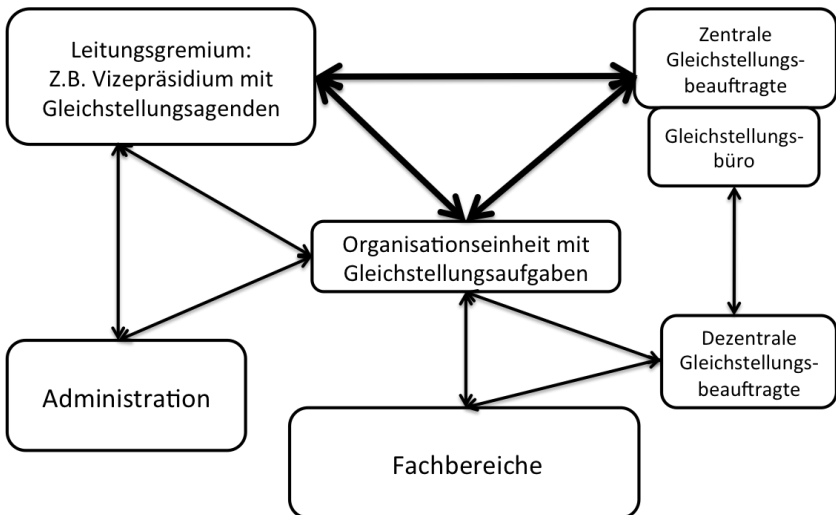 Leitungsgremium:
Z.B. Vizepräsidium mit
Gleichstellungsagenden
Zentrale
Gleichstellungs-
beauftragte
Gleichstellungs-
büro
Organisationseinheit mit
Gleichstellungsaufgaben
Dezentrale
Gleichstellungs-
beauftragte
Administration
Fachbereiche